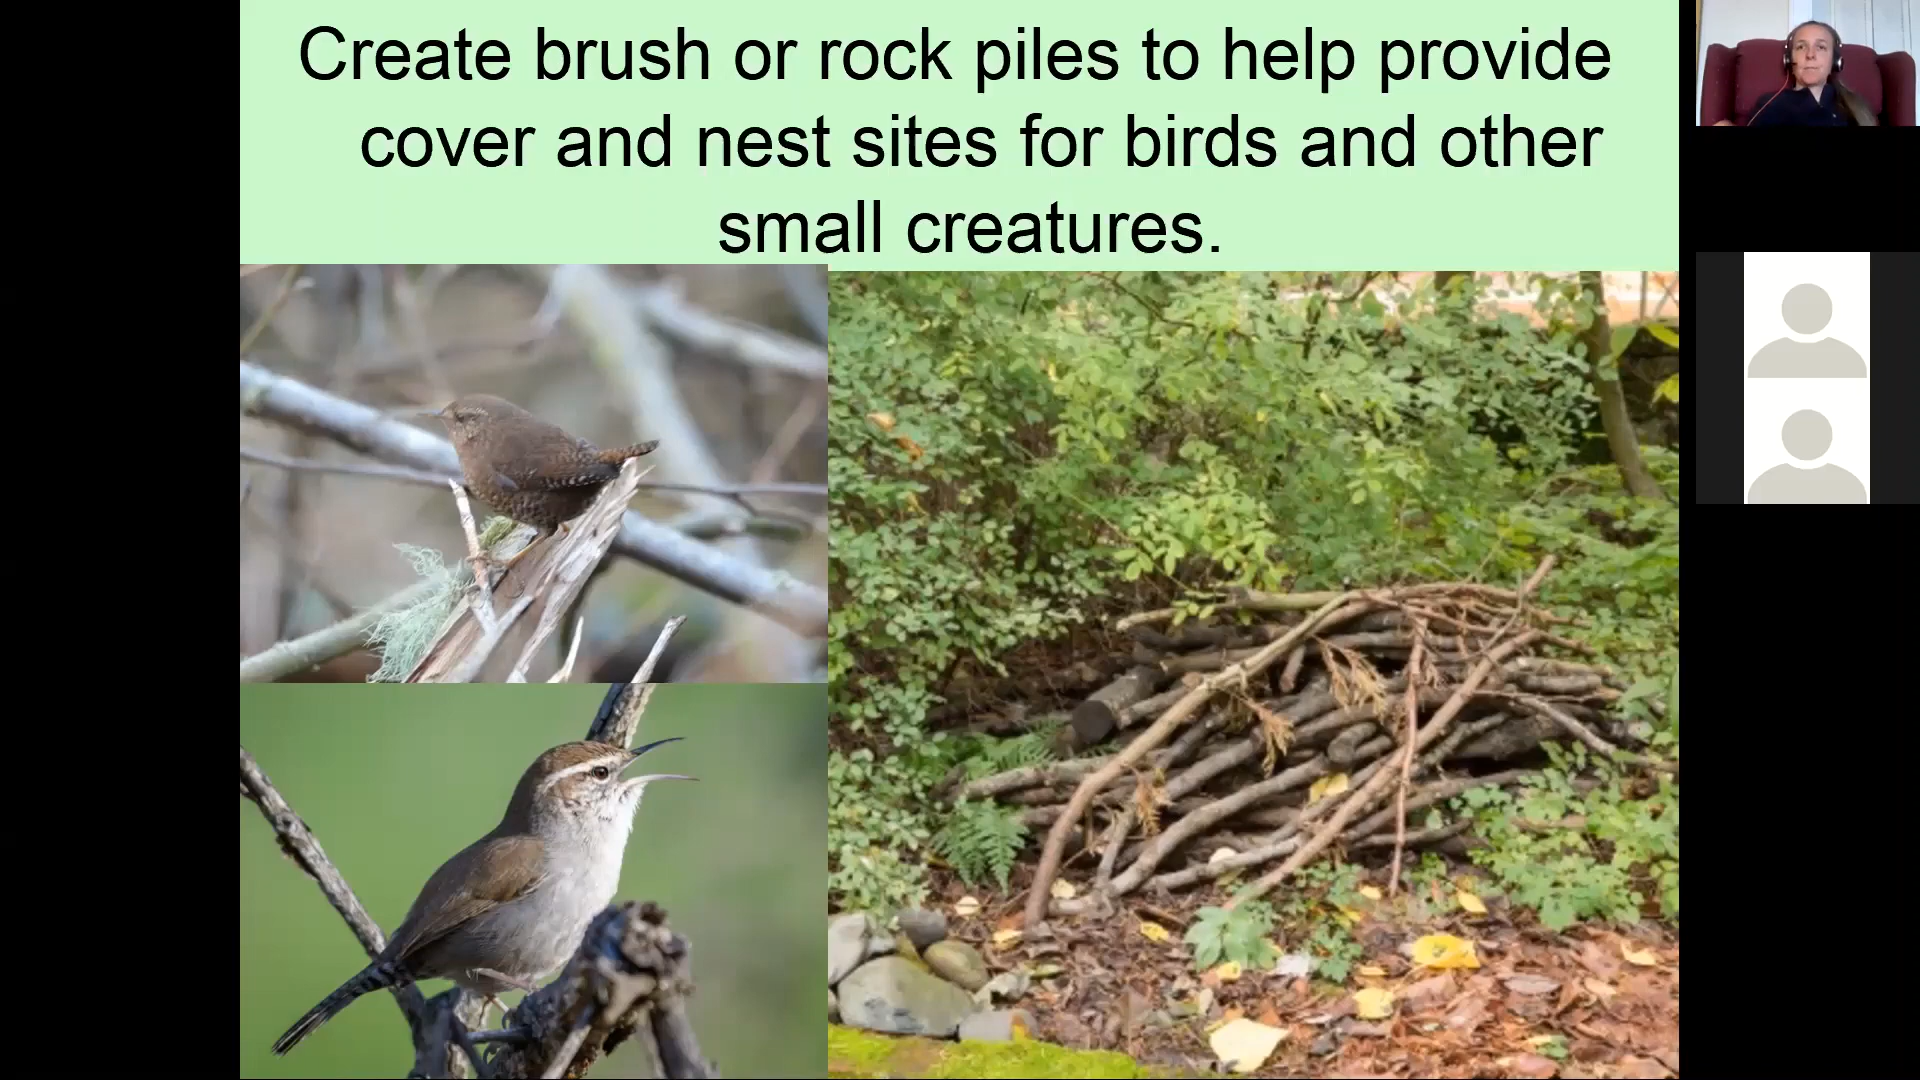 Create brush or rock piles to help provide
cover and nest sites for birds and other
small creatures.